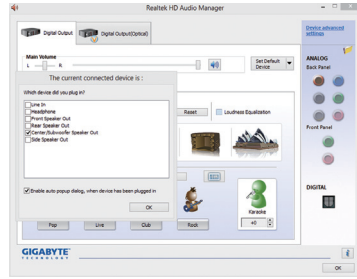 Realtek HD Audio Manager
Digital Output
Digital Output(Optical)
Device advanced
settings
Main Volume
L
R
Set Default
Device
ANALOG
Back Panel
The current connected device is :
Which device did you plug in?
Line In
Headphone
Front Speaker Out
Rear Speaker Out
Center/Subwoofer Speaker Out
Side Speaker Out
Reset
Loudness Equalization
Front Panel
Enable auto popup dialog, when device has been plugged in
OK
DIGITAL
Karaoke
Pop
Live
Club
Rock
+0
GIGABYTE
TECHNOLOGY
OK